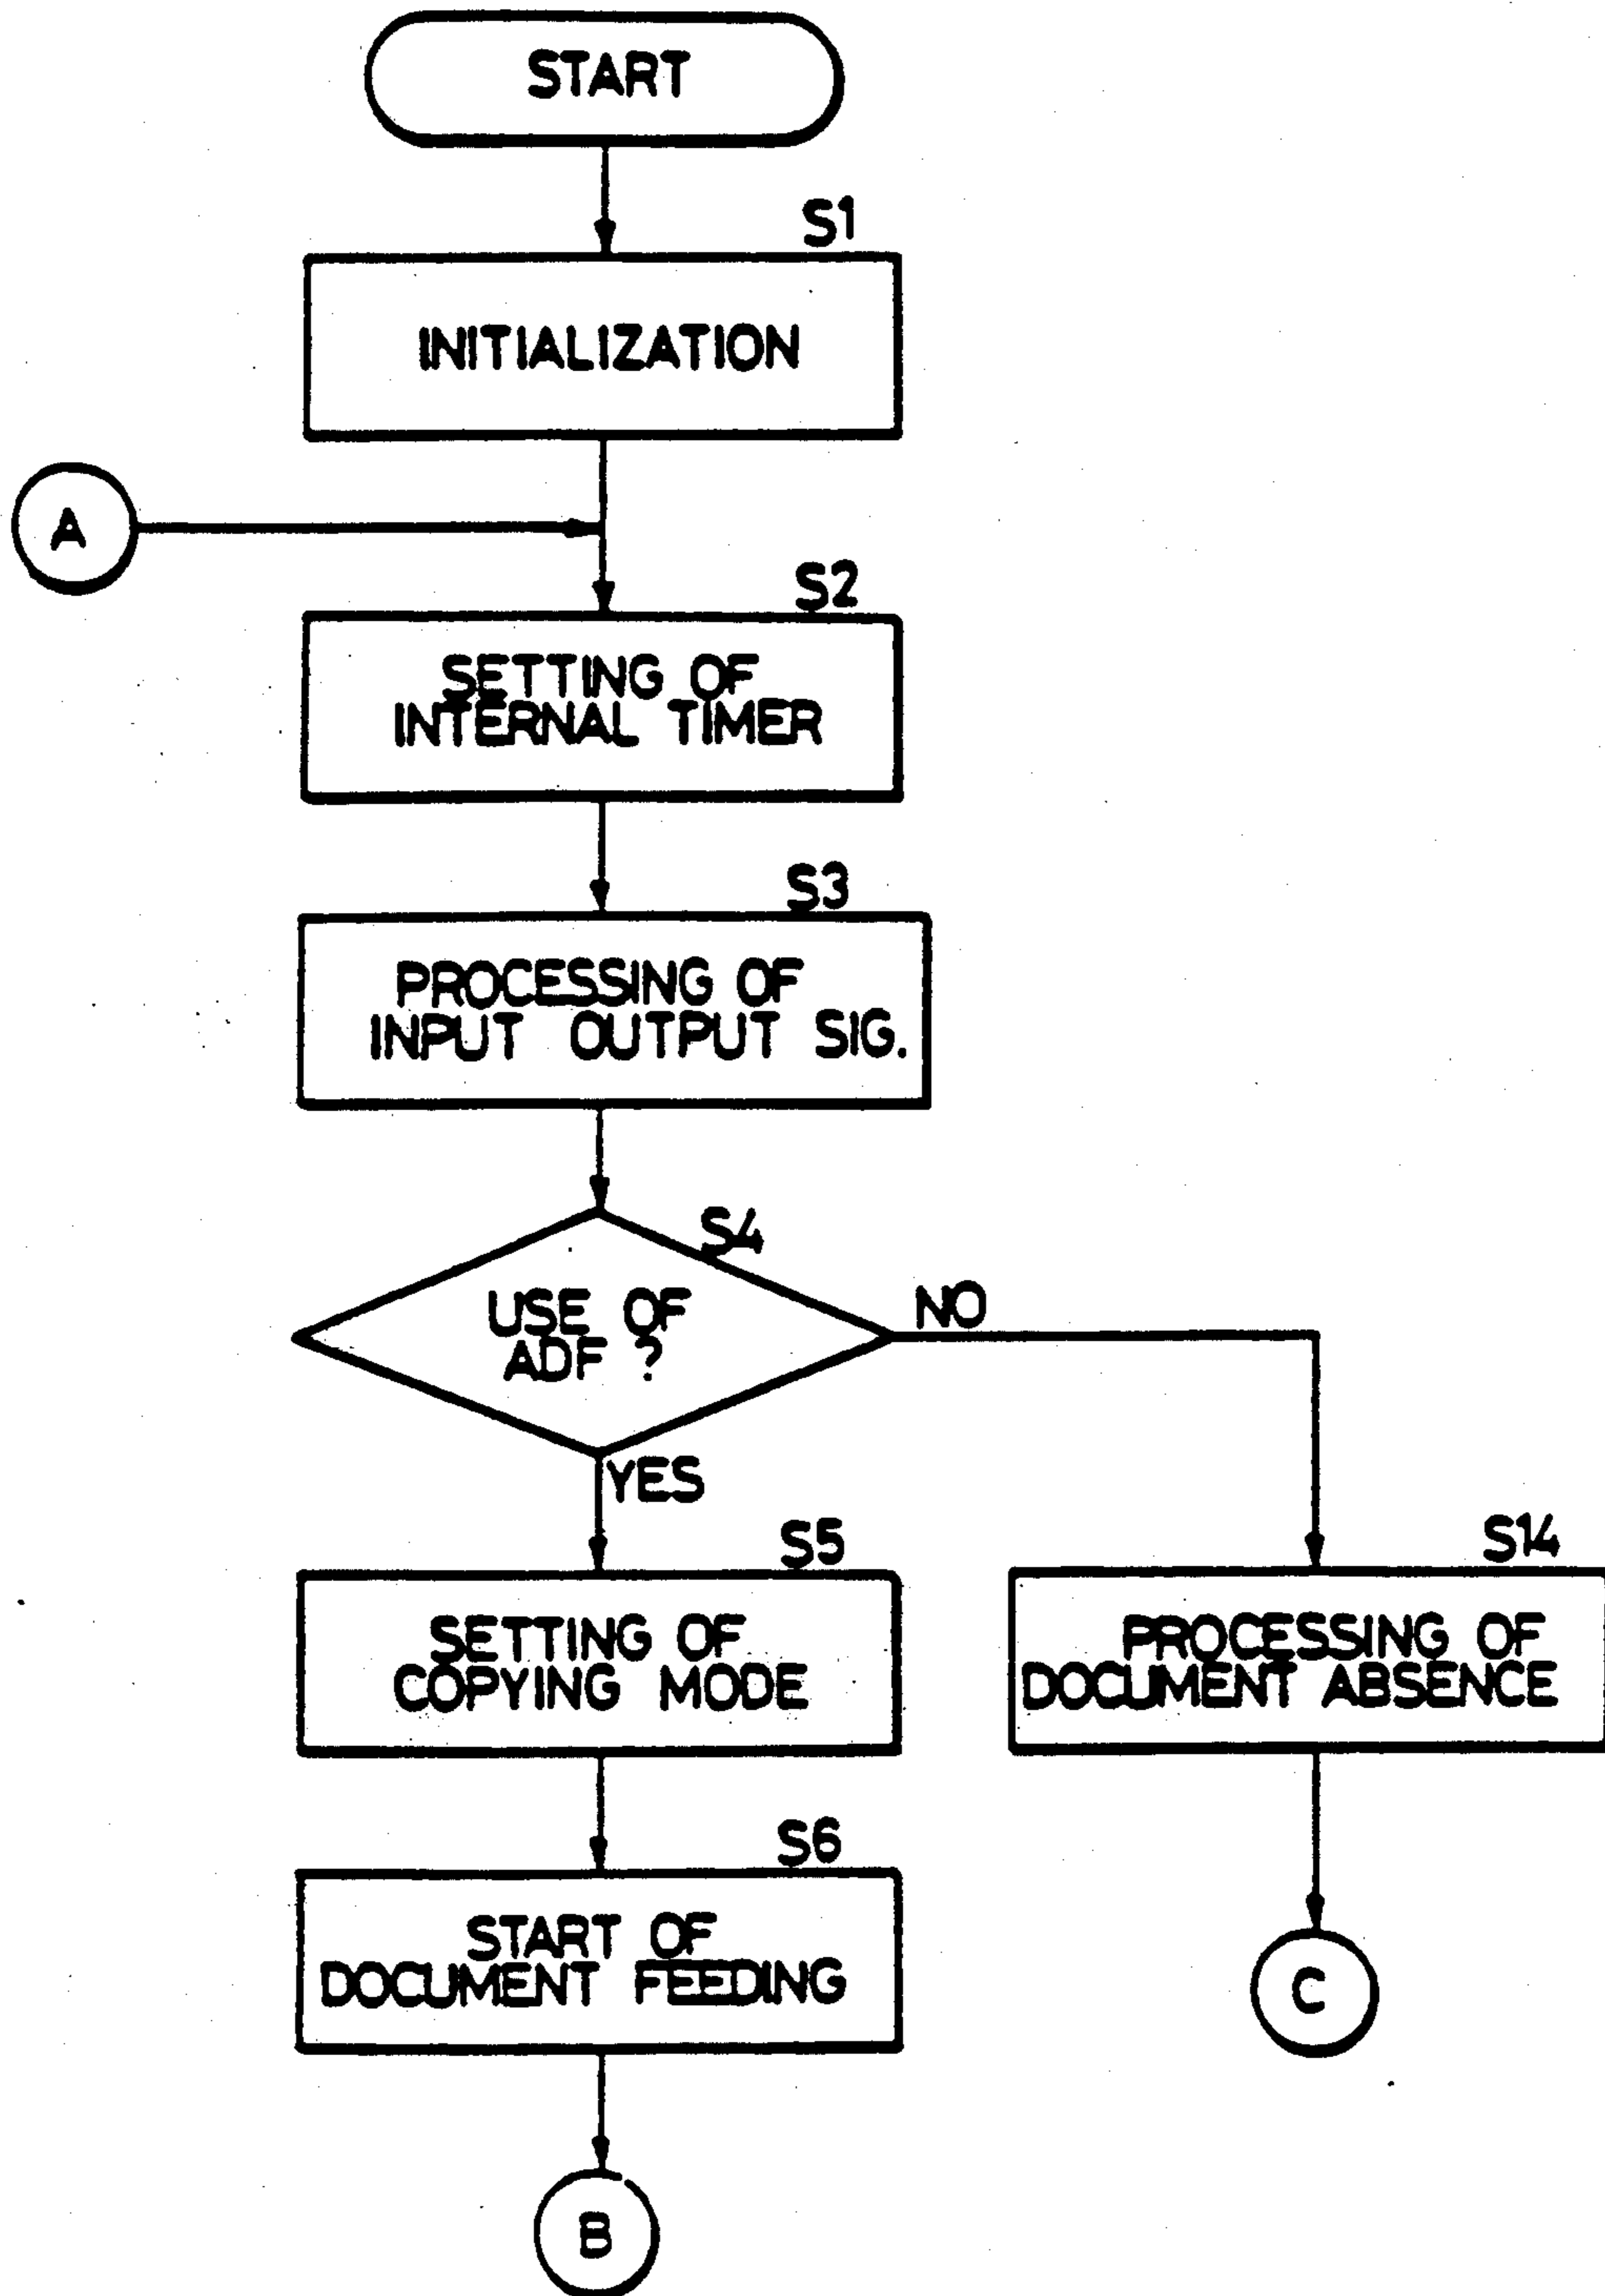 START
S1
INITIALIZATION
A
S2
SETTING OF
INTERNAL TIMER
S3
PROCESSING OF
INPUT OUTPUT SIG.
S4
USE OF
ADF ?
NO
YES
S5
SETTING OF
COPYING MODE
S14
PROCESSING OF
DOCUMENT ABSENCE
S6
START OF
DOCUMENT FEEDING
C
B